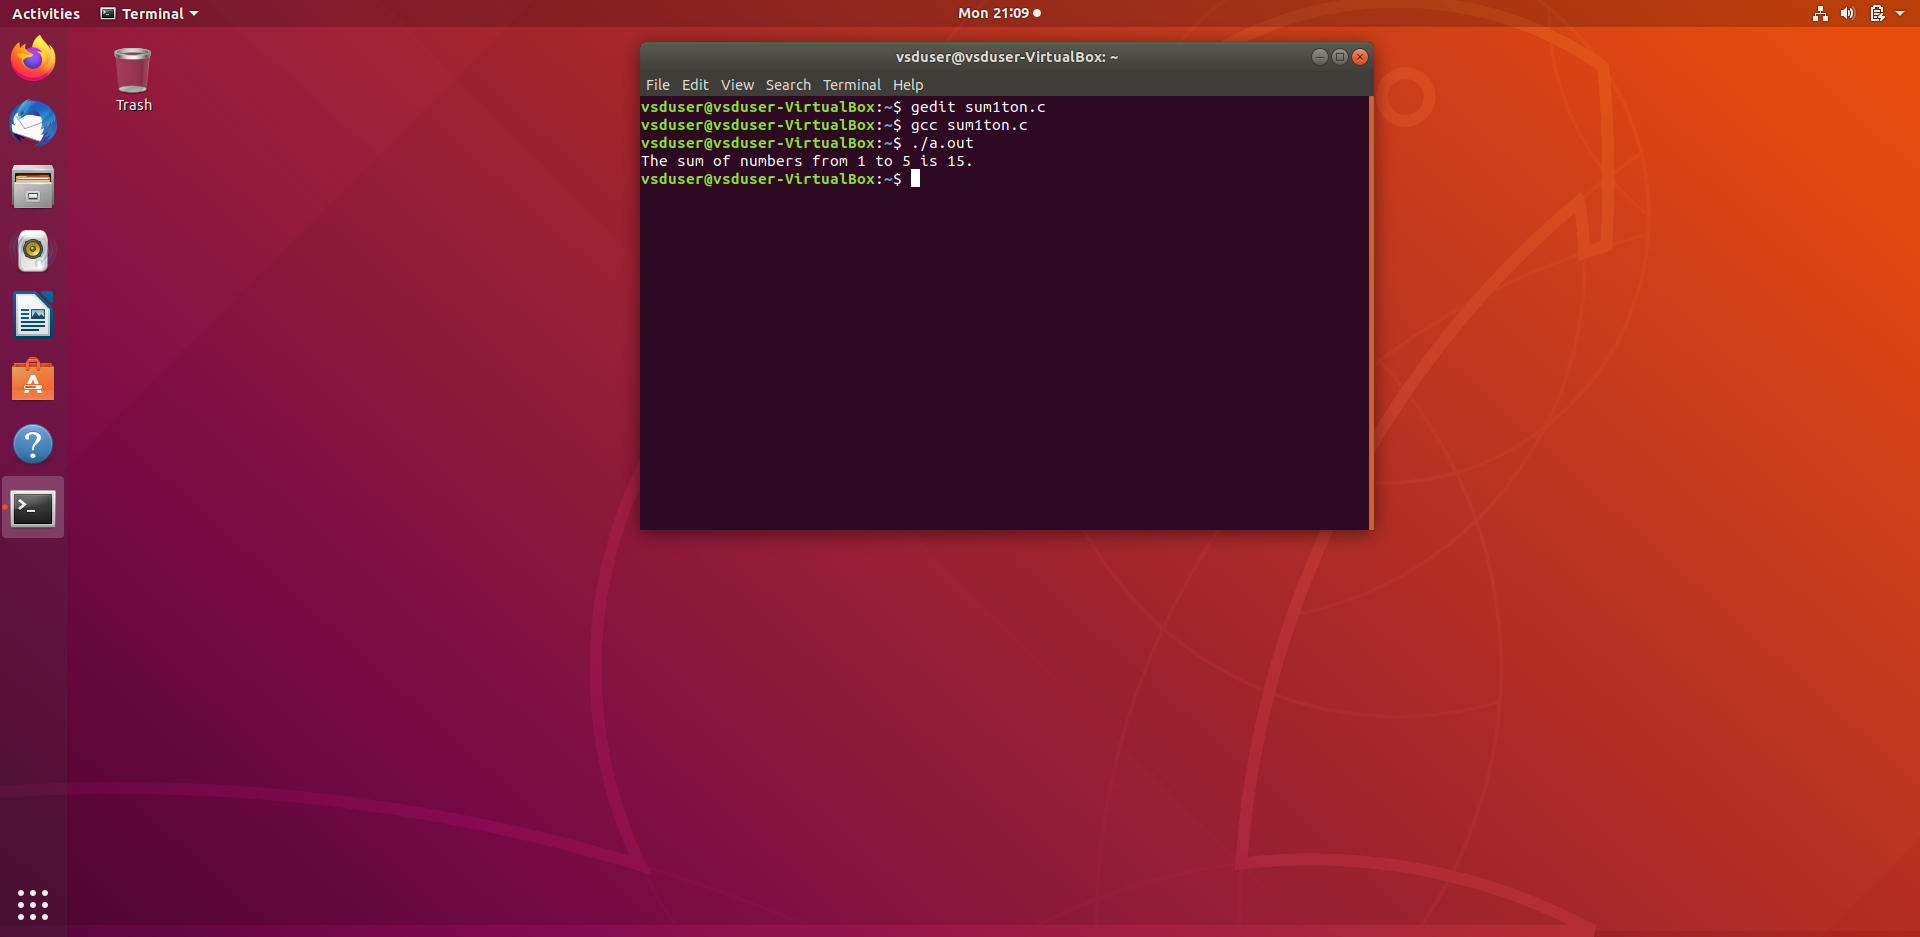 Activities Terminal Mon 21:09
Trash
vsduser@vsduser-VirtualBox: ~
File Edit View Search Terminal Help
vsduser@vsduser-VirtualBox:~$ gedit sum1ton.c
vsduser@vsduser-VirtualBox:~$ gcc sum1ton.c
vsduser@vsduser-VirtualBox:~$ ./a.out
The sum of numbers from 1 to 5 is 15.
vsduser@vsduser-VirtualBox:~$